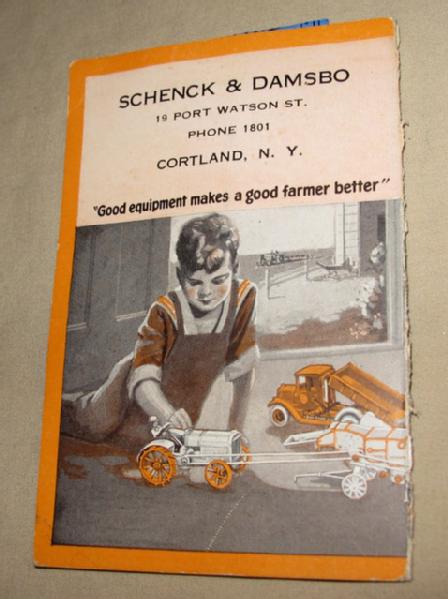 SCHENCK & DAMSBO
19 PORT WATSON ST.
PHONE 1801
CORTLAND, N. Y.
"Good equipment makes a good farmer better"